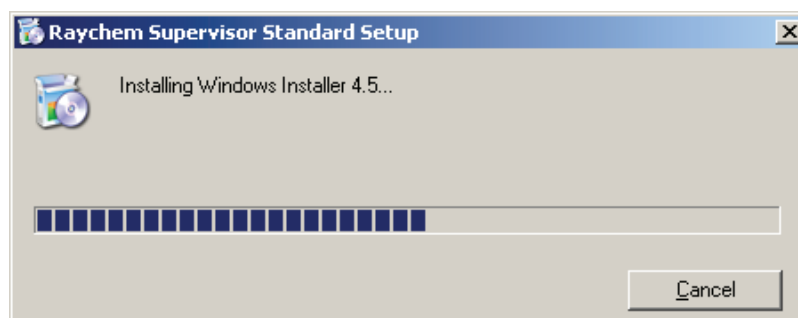 Raychem Supervisor Standard Setup
Installing Windows Installer 4.5...
Cancel